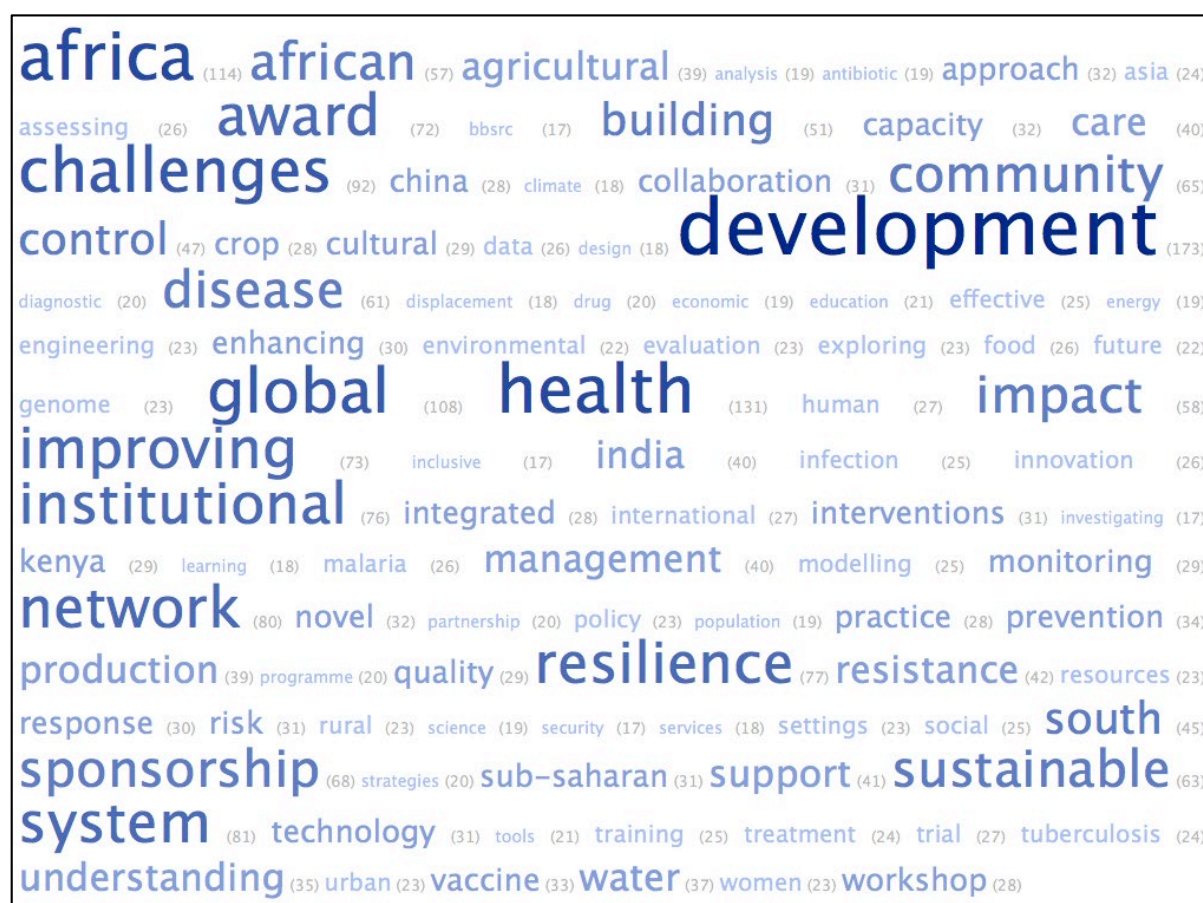 africa (114) african (57) agricultural (39) analysis (19) antibiotic (19) approach (32) asia (24)
assessing (26) award (72) bbsrc (17) building (51) capacity (32) care (40)
challenges (92) china (28) climate (18) collaboration (31) community (65)
control (47) crop (28) cultural (29) data (26) design (18) development (173)
diagnostic (20) disease (61) displacement (18) drug (20) economic (19) education (21) effective (25) energy (19)
engineering (23) enhancing (30) environmental (22) evaluation (23) exploring (23) food (26) future (22)
genome (23) global (108) health (131) human (27) impact (58)
improving (73) inclusive (17) india (40) infection (25) innovation (26)
institutional (76) integrated (28) international (27) interventions (31) investigating (17)
kenya (29) learning (18) malaria (26) management (40) modelling (25) monitoring (29)
network (80) novel (32) partnership (20) policy (23) population (19) practice (28) prevention (34)
production (39) programme (20) quality (29) resilience (77) resistance (42) resources (23)
response (30) risk (31) rural (23) science (19) security (17) services (18) settings (23) social (25) south (45)
sponsorship (68) strategies (20) sub-saharan (31) support (41) sustainable (63)
system (81) technology (31) tools (21) training (25) treatment (24) trial (27) tuberculosis (24)
understanding (35) urban (23) vaccine (33) water (37) women (23) workshop (28)